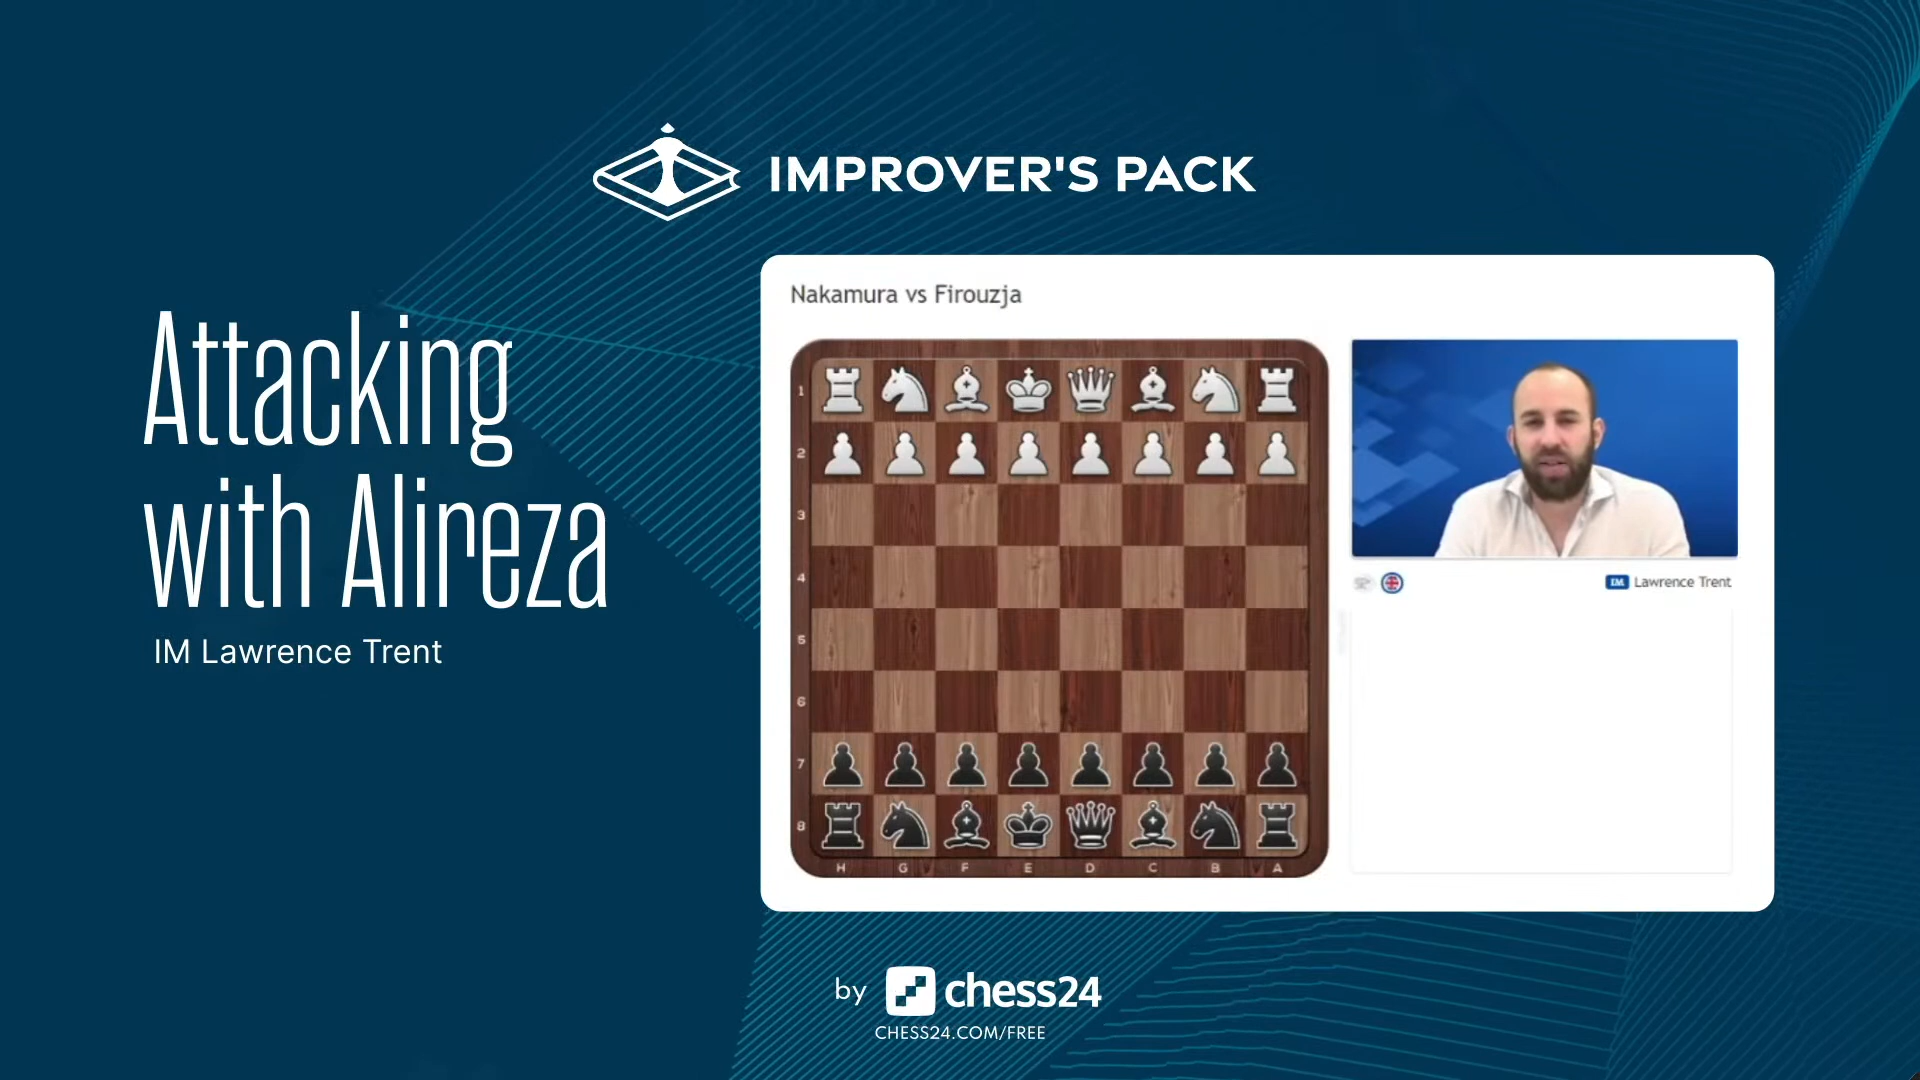 IMPROVER'S PACK
Attacking
with Alireza
IM Lawrence Trent
Nakamura vs Firouzja
1
2
3
4
5
6
7
8
H G F E D C B A
IM Lawrence Trent
by chess24
CHESS24.COM/FREE